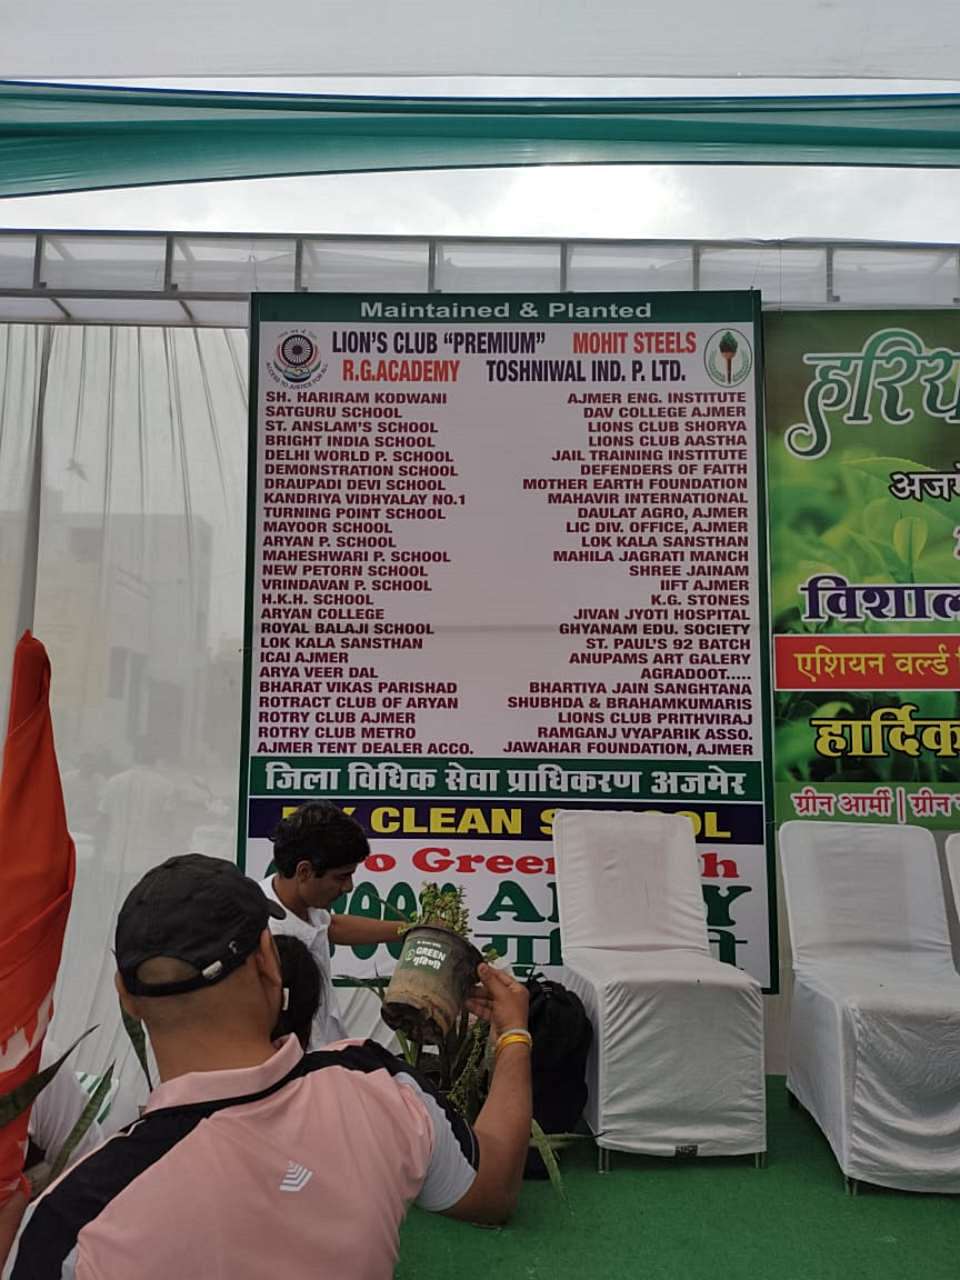 Maintained & Planted
LION'S CLUB "PREMIUM" MOHIT STEELS
R.G.ACADEMY TOSHNIWAL IND. P. LTD.
ACCESS TO JUSTICE FOR ALL
SH. HARIRAM KODWANI AJMER ENG. INSTITUTE
SATGURU SCHOOL DAV COLLEGE AJMER
ST. ANSLAM'S SCHOOL LIONS CLUB SHORYA
BRIGHT INDIA SCHOOL LIONS CLUB AASTHA
DELHI WORLD P. SCHOOL JAIL TRAINING INSTITUTE
DEMONSTRATION SCHOOL DEFENDERS OF FAITH
DRAUPADI DEVI SCHOOL MOTHER EARTH FOUNDATION
KANDRIYA VIDHYALAY NO.1 MAHAVIR INTERNATIONAL
TURNING POINT SCHOOL DAULAT AGRO, AJMER
MAYOOR SCHOOL LIC DIV. OFFICE, AJMER
ARYAN P. SCHOOL LOK KALA SANSTHAN
MAHESHWARI P. SCHOOL MAHILA JAGRATI MANCH
NEW PETORN SCHOOL SHREE JAINAM
VRINDAVAN P. SCHOOL IIFT AJMER
H.K.H. SCHOOL K.G. STONES
ARYAN COLLEGE JIVAN JYOTI HOSPITAL
ROYAL BALAJI SCHOOL GHYANAM EDU. SOCIETY
LOK KALA SANSTHAN ST. PAUL'S 92 BATCH
ICAI AJMER ANUPAMS ART GALERY
ARYA VEER DAL AGRADOOT.....
BHARAT VIKAS PARISHAD BHARTIYA JAIN SANGHTANA
ROTRACT CLUB OF ARYAN SHUBHDA & BRAHAMKUMARIS
ROTRY CLUB AJMER LIONS CLUB PRITHVIRAJ
ROTRY CLUB METRO RAMGANJ VYAPARIK ASSO.
AJMER TENT DEALER ACCO. JAWAHAR FOUNDATION, AJMER
जिला विधिक सेवा प्राधिकरण अजमेर
CLEAN
GREEN
गृहिणी
विशाल
एशियन वर्ल्ड
हार्दिक
ग्रीन आर्मी | ग्रीन